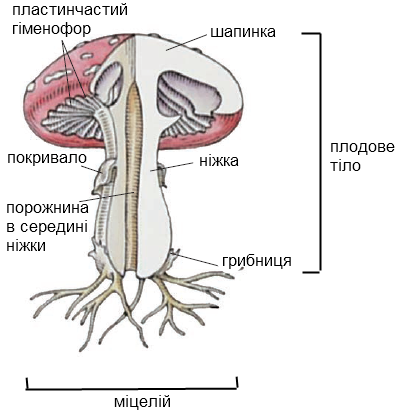 пластинчастий
гіменофор
шапинка
покривало
ніжка
плодове
тіло
порожнина
в середині
ніжки
грибниця
міцелій